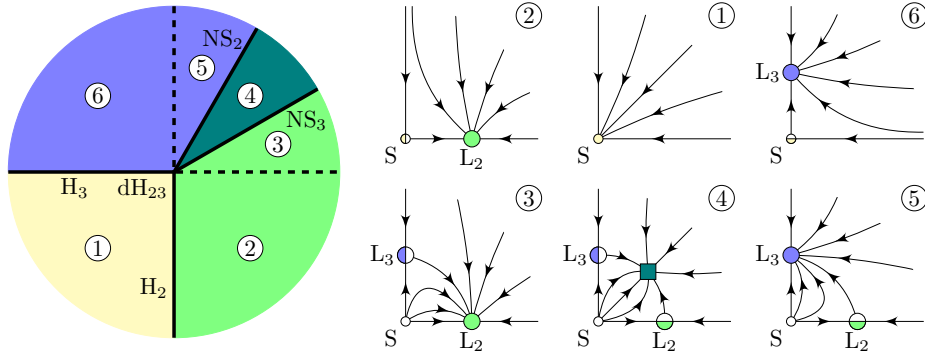 NS₂
⑤
⑥
④
NS₃
③
H₃
dH₂₃
①
②
H₂
②
S
L₂
①
S
⑥
L₃
S
③
L₃
S
L₂
④
L₃
S
L₂
⑤
L₃
S
L₂